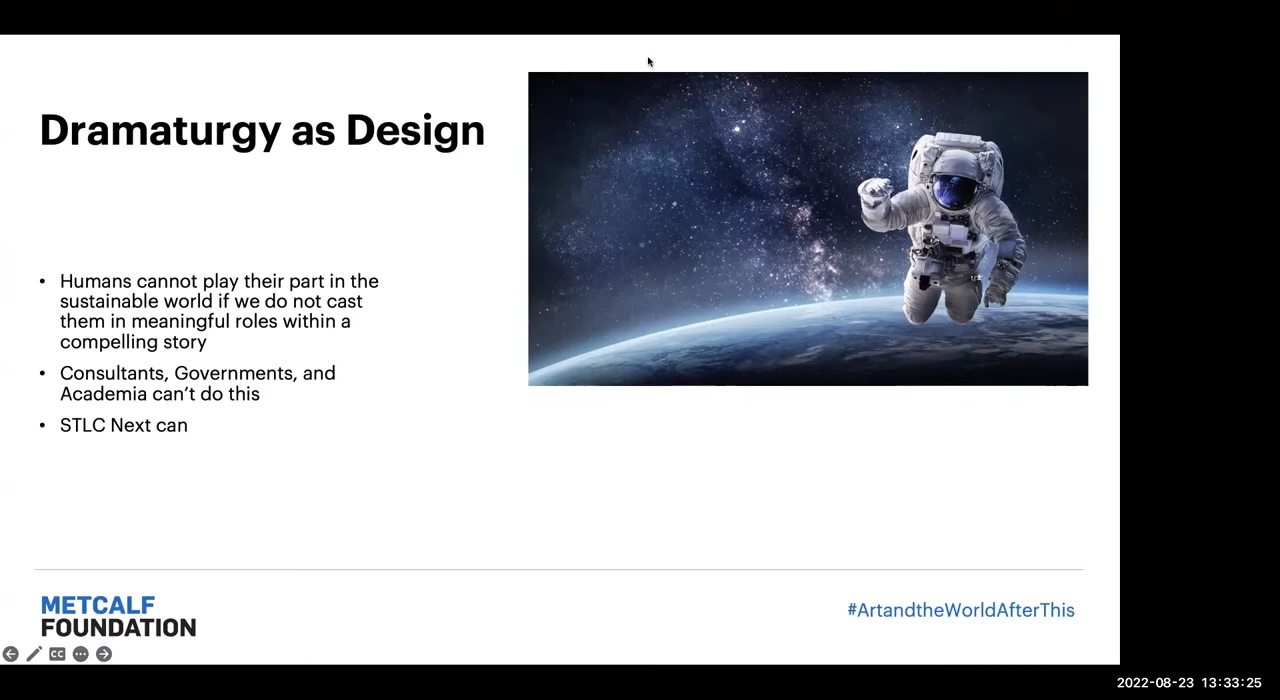 Dramaturgy as Design
• Humans cannot play their part in the
sustainable world if we do not cast
them in meaningful roles within a
compelling story
• Consultants, Governments, and
Academia can’t do this
• STLC Next can
METCALF
FOUNDATION
#ArtandtheWorldAfterThis
CC
2022-08-23 13:33:25